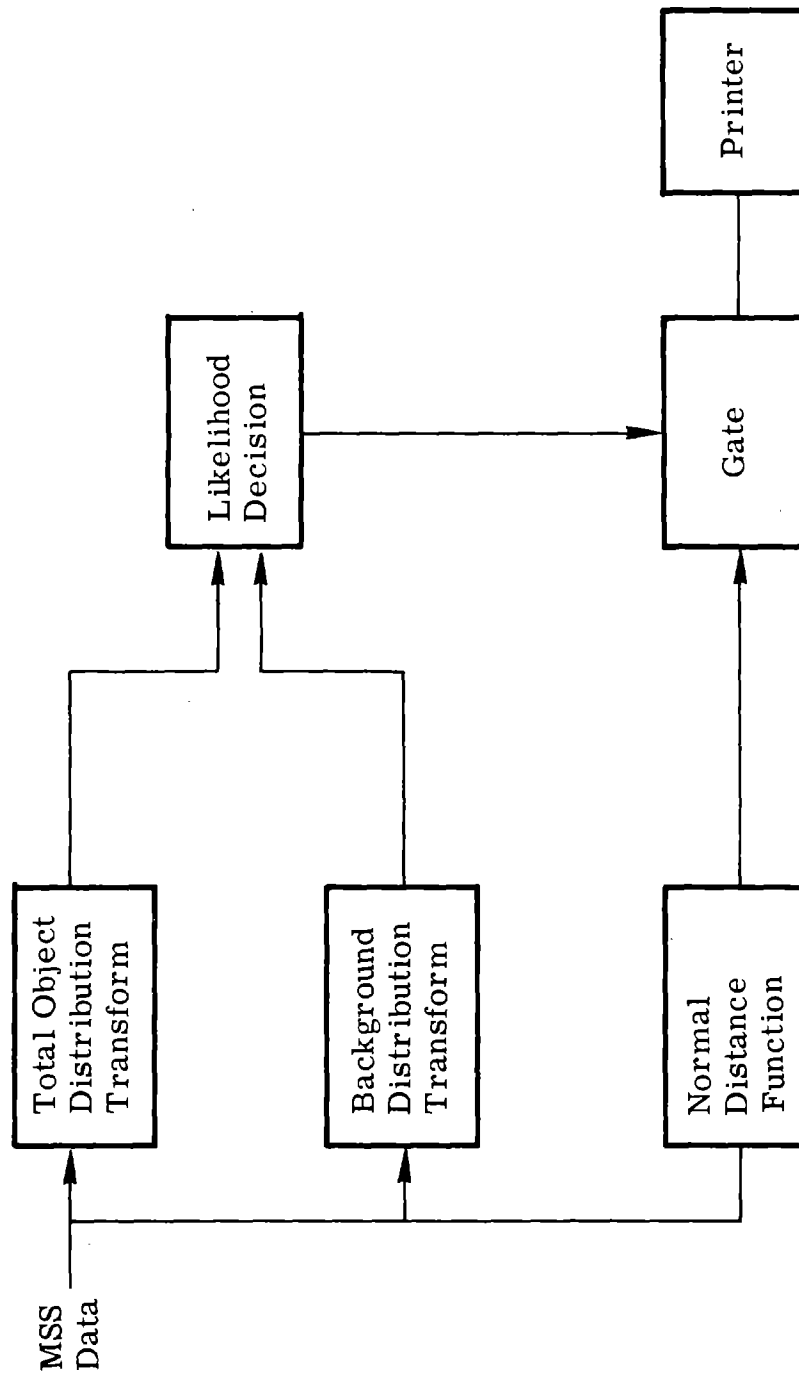 MSS
Data
Total Object
Distribution
Transform
Background
Distribution
Transform
Normal
Distance
Function
Likelihood
Decision
Gate
Printer